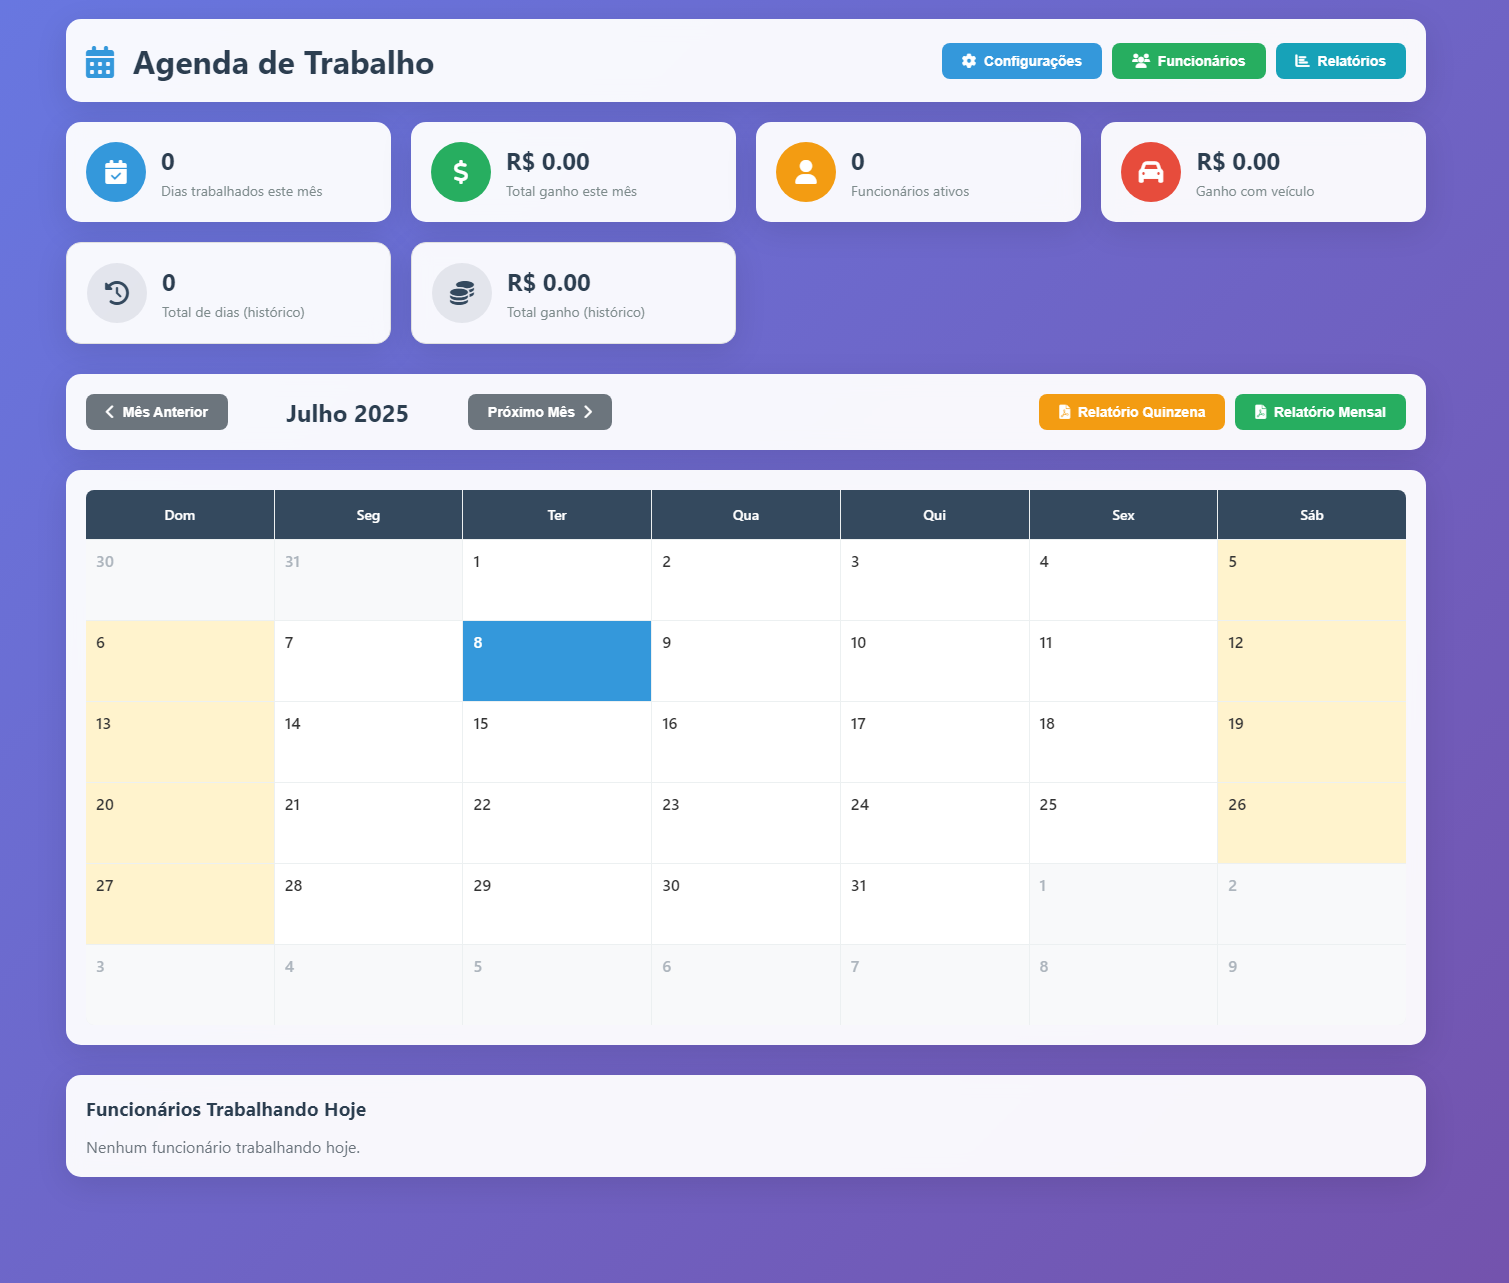 Agenda de Trabalho
Configurações
Funcionários
Relatórios
0
Dias trabalhados este mês
R$ 0.00
Total ganho este mês
0
Funcionários ativos
R$ 0.00
Ganho com veículo
0
Total de dias (histórico)
R$ 0.00
Total ganho (histórico)
Mês Anterior
Julho 2025
Próximo Mês
Relatório Quinzena
Relatório Mensal
Dom Seg Ter Qua Qui Sex Sáb
30 31 1 2 3 4 5
6 7 8 9 10 11 12
13 14 15 16 17 18 19
20 21 22 23 24 25 26
27 28 29 30 31 1 2
3 4 5 6 7 8 9
Funcionários Trabalhando Hoje
Nenhum funcionário trabalhando hoje.